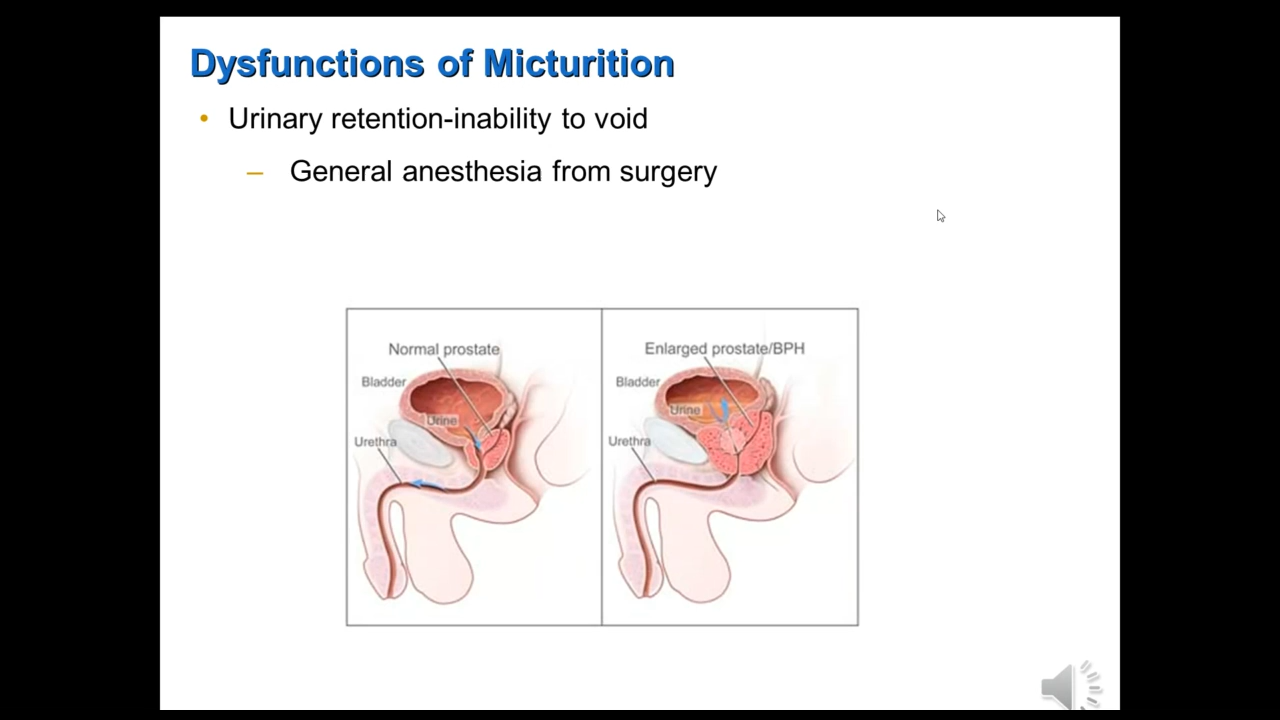 Dysfunctions of Micturition
• Urinary retention-inability to void
– General anesthesia from surgery
Normal prostate
Bladder
Urine
Urethra
Enlarged prostate/BPH
Bladder
Urine
Urethra